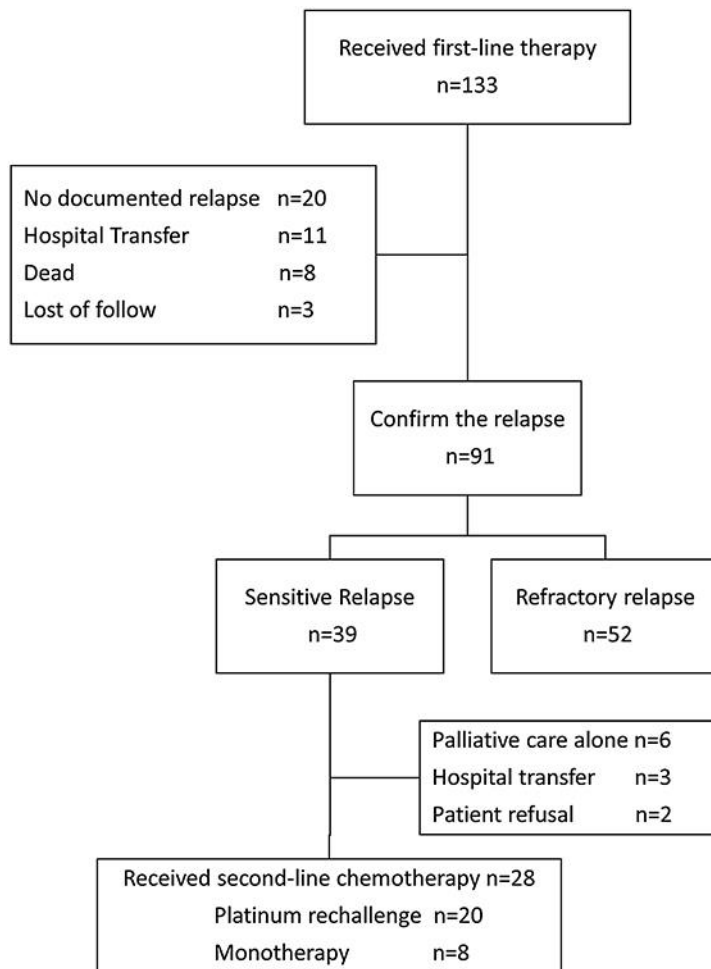 Received first-line therapy
n=133
No documented relapse n=20
Hospital Transfer n=11
Dead n=8
Lost of follow n=3
Confirm the relapse
n=91
Sensitive Relapse
n=39
Refractory relapse
n=52
Palliative care alone n=6
Hospital transfer n=3
Patient refusal n=2
Received second-line chemotherapy n=28
Platinum rechallenge n=20
Monotherapy n=8